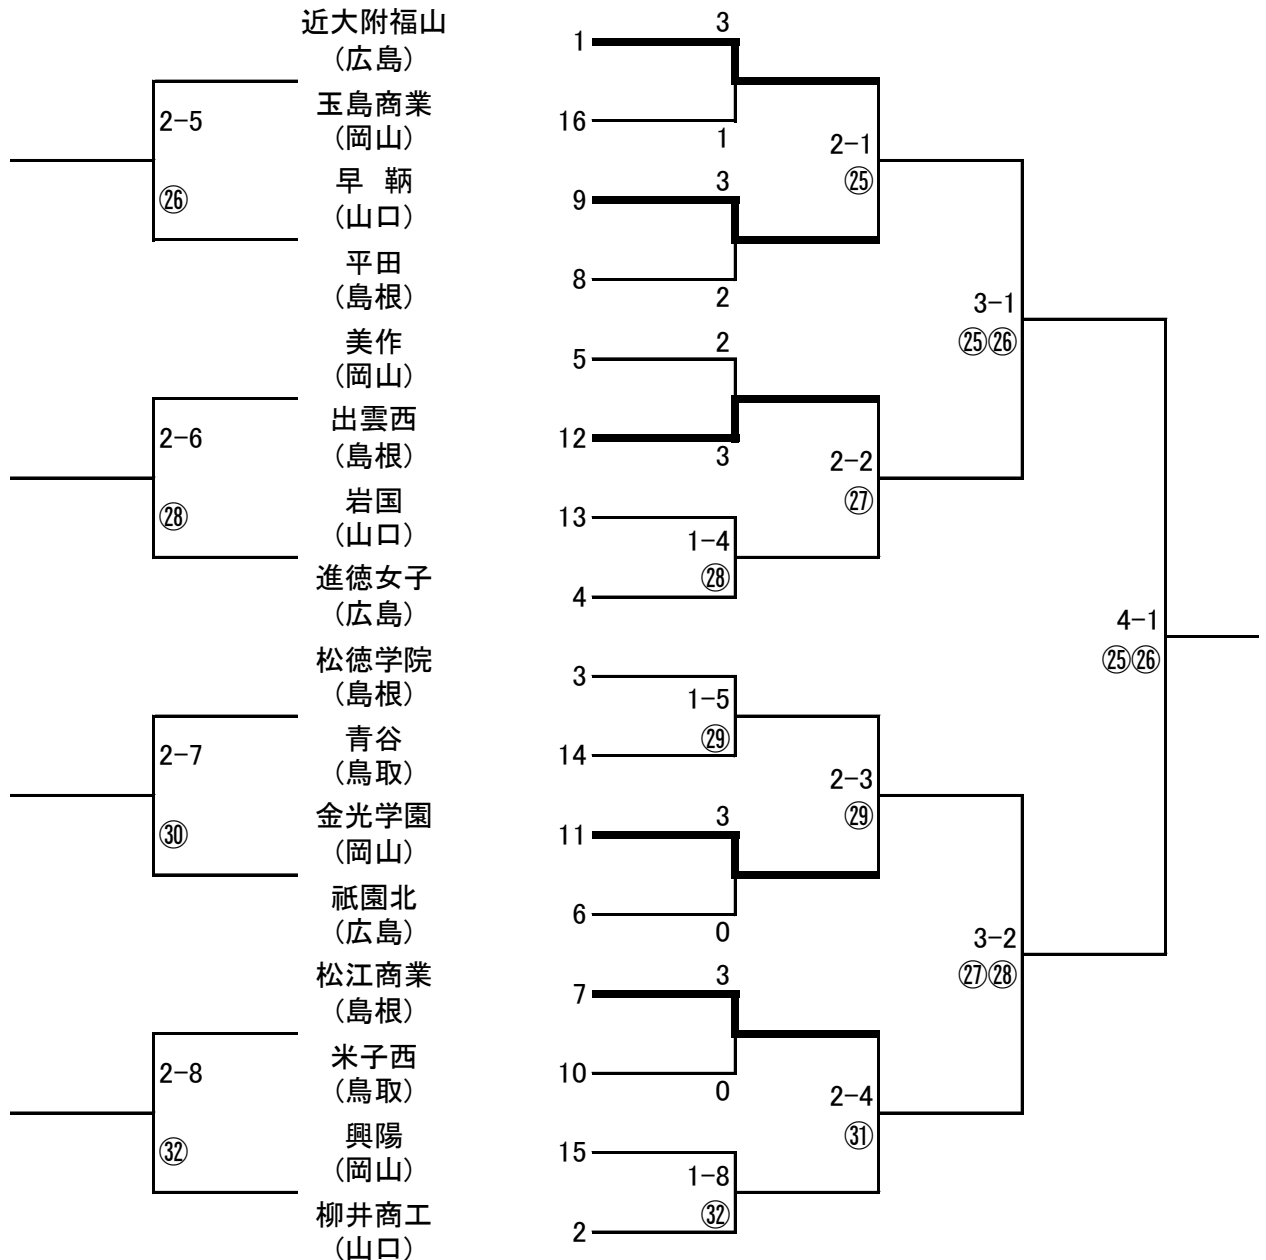 近大附福山
(広島)
1
3
玉島商業
(岡山)
16
1
2-5
㉖
2-1
㉕
早　鞆
(山口)
9
3
平田
(島根)
8
2
3-1
㉕㉖
美作
(岡山)
5
2
出雲西
(島根)
12
3
2-6
㉘
2-2
㉗
岩国
(山口)
13
1-4
㉘
進徳女子
(広島)
4
4-1
㉕㉖
松徳学院
(島根)
3
1-5
㉙
青谷
(鳥取)
14
2-7
㉚
2-3
㉙
金光学園
(岡山)
11
3
祇園北
(広島)
6
0
3-2
㉗㉘
松江商業
(島根)
7
3
米子西
(鳥取)
10
0
2-8
㉜
2-4
㉛
興陽
(岡山)
15
1-8
㉜
柳井商工
(山口)
2